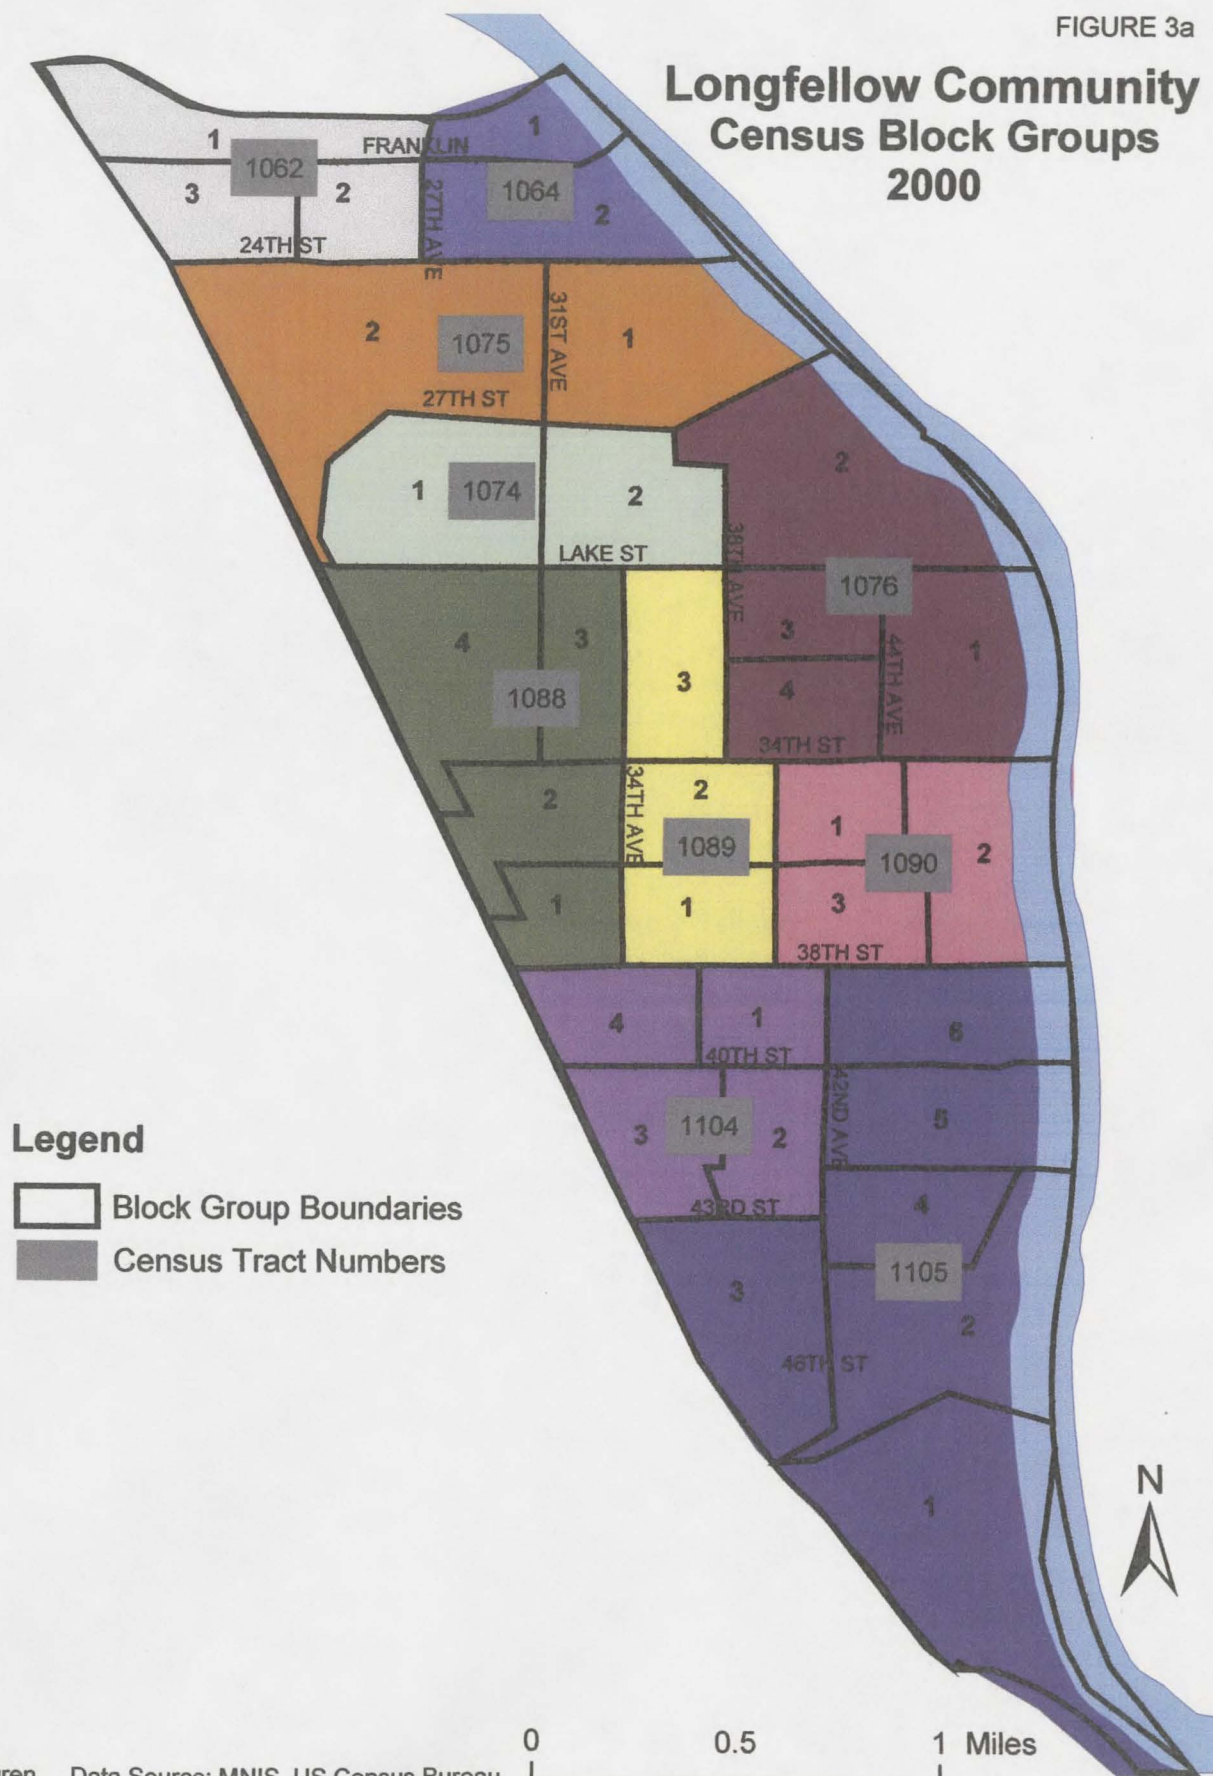 FIGURE 3a
Longfellow Community
Census Block Groups
2000
1
FRANKLIN
1
1062
3
2
27TH AVE
1064
2
24TH ST
2
1075
31ST AVE
1
27TH ST
2
1
1074
2
LAKE ST
38TH AVE
1076
4
3
3
3
1
44TH AVE
1088
4
34TH ST
2
34TH AVE
2
1
1089
1090
2
1
1
3
38TH ST
4
1
6
40TH ST
42ND AVE
3
1104
2
5
43RD ST
4
Legend
Block Group Boundaries
Census Tract Numbers
3
1105
2
46TH ST
1
N
0
0.5
1 Miles
Data Source: MNIS, US Census Bureau